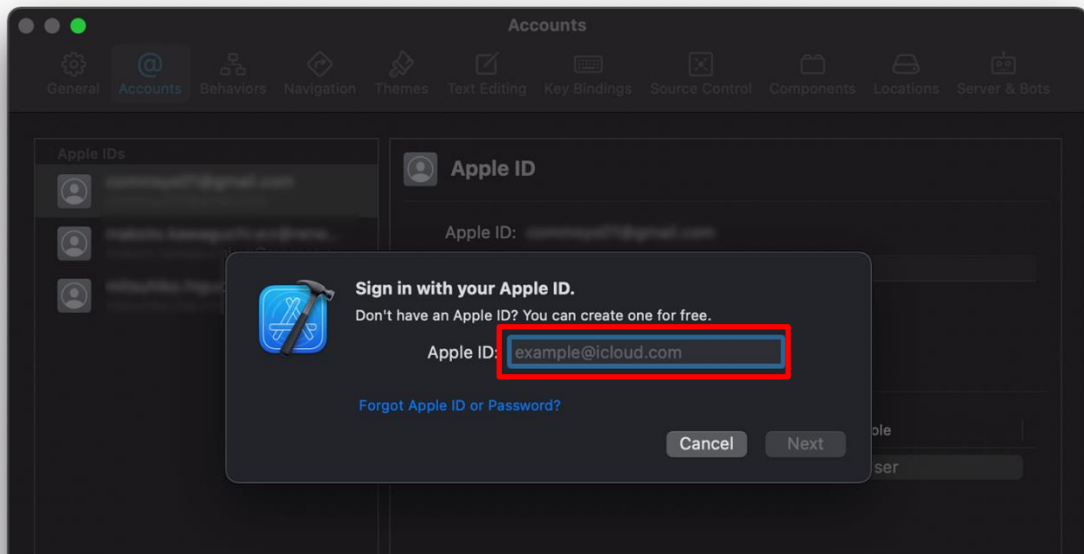 Accounts
General Accounts Behaviors Navigation Themes Text Editing Key Bindings Source Control Components Locations Server & Bots
Apple IDs
Apple ID
Apple ID:
Sign in with your Apple ID.
Don't have an Apple ID? You can create one for free.
Apple ID: example@icloud.com
Forgot Apple ID or Password?
Cancel Next
ole
ser